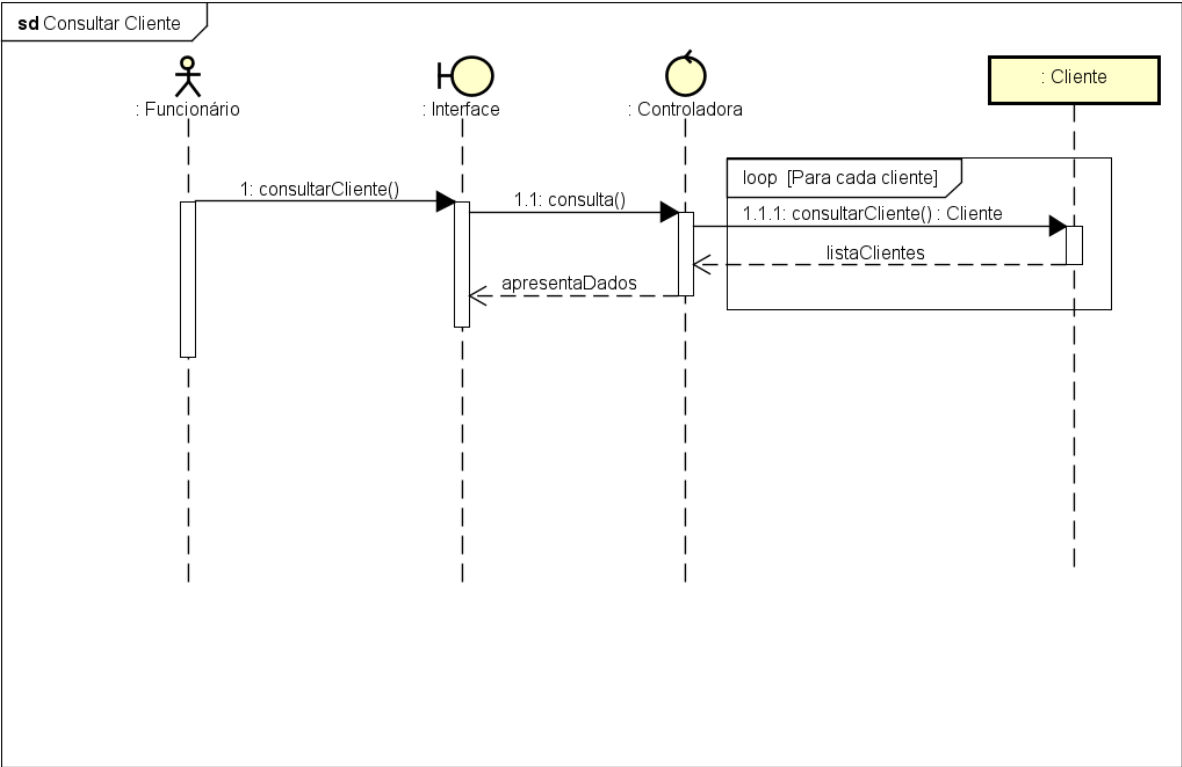 sd Consultar Cliente
: Funcionário
: Interface
: Controladora
: Cliente
loop [Para cada cliente]
1: consultarCliente()
1.1: consulta()
1.1.1: consultarCliente() : Cliente
listaClientes
apresentaDados